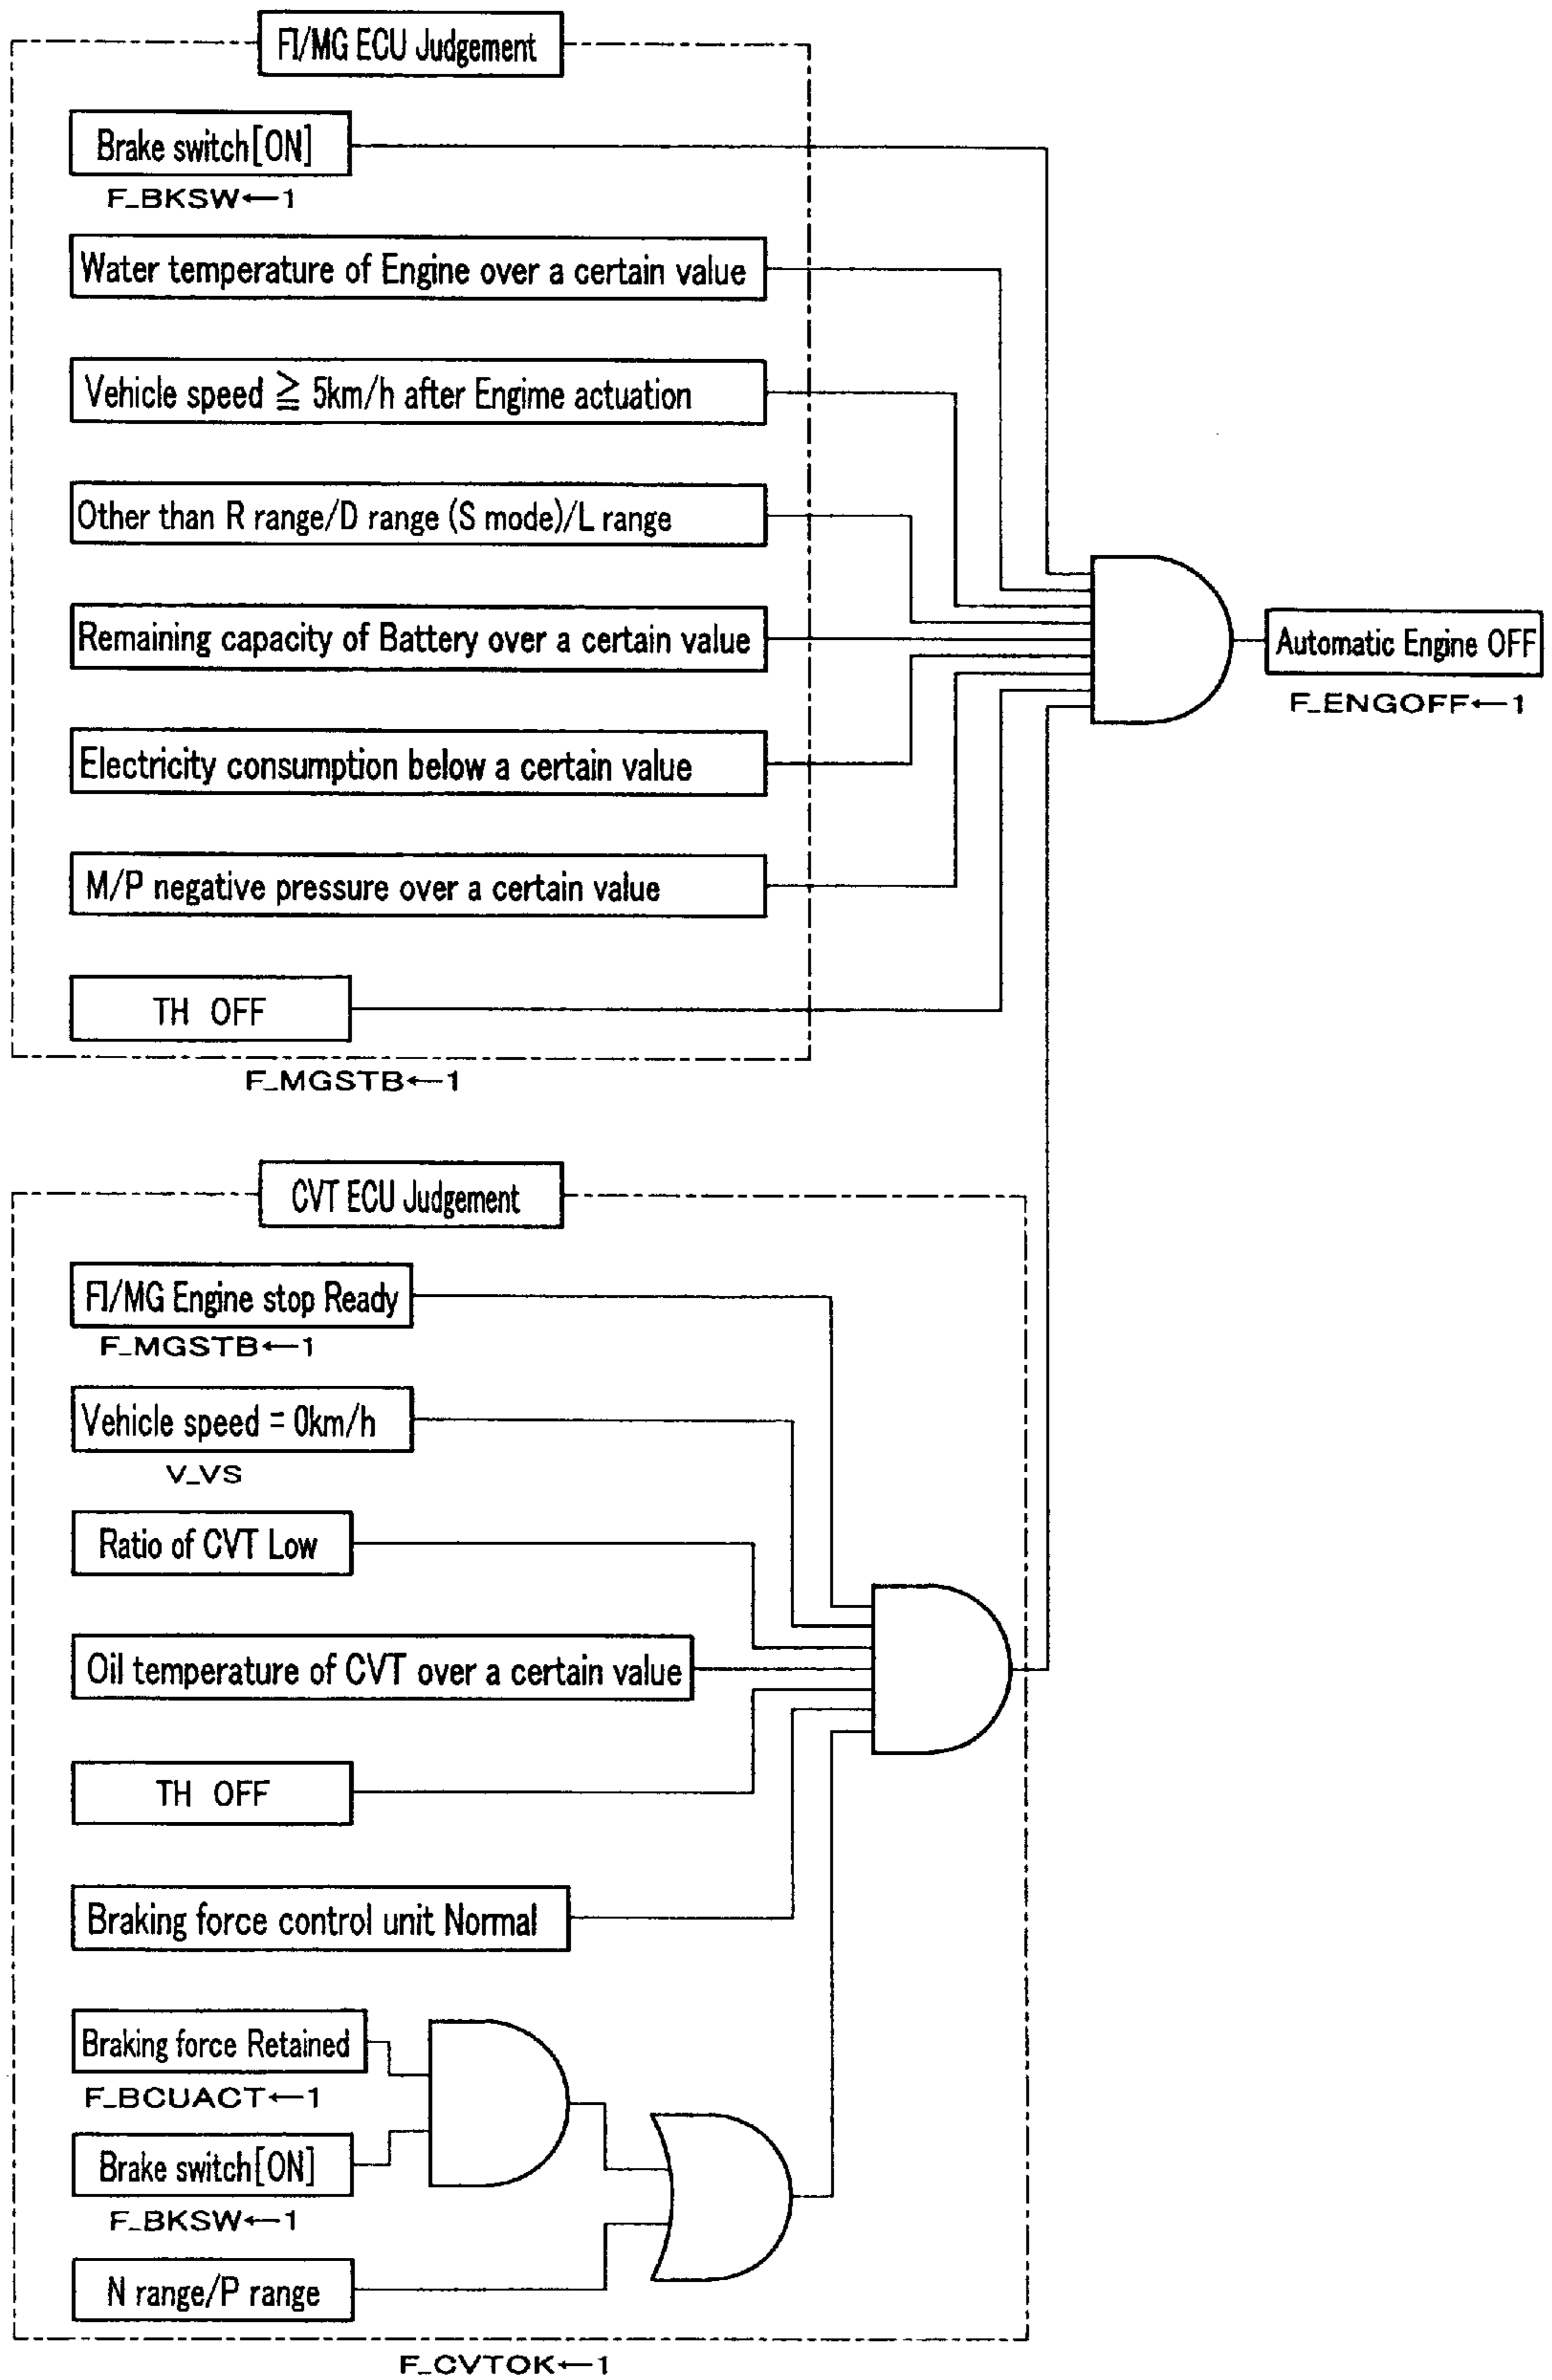 FI/MG ECU Judgement
Brake switch[ON]
F_BKSW←1
Water temperature of Engine over a certain value
Vehicle speed ≧ 5km/h after Engime actuation
Other than R range/D range (S mode)/L range
Remaining capacity of Battery over a certain value
Automatic Engine OFF
F_ENGOFF←1
Electricity consumption below a certain value
M/P negative pressure over a certain value
TH OFF
F_MGSTB←1
CVT ECU Judgement
FI/MG Engine stop Ready
F_MGSTB←1
Vehicle speed = 0km/h
V_VS
Ratio of CVT Low
Oil temperature of CVT over a certain value
TH OFF
Braking force control unit Normal
Braking force Retained
F_BCUACT←1
Brake switch[ON]
F_BKSW←1
N range/P range
F_CVTOK←1